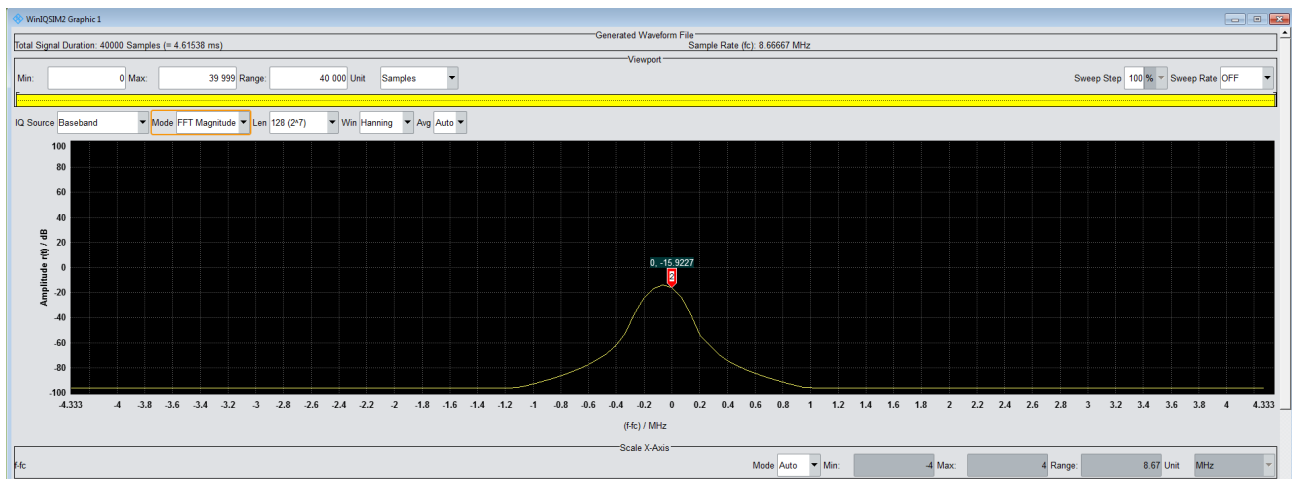 WinIQSIM2 Graphic 1
Generated Waveform File
Total Signal Duration: 40000 Samples (= 4.61538 ms) Sample Rate (fc): 8.66667 MHz
Viewport
Min: 0 Max: 39 999 Range: 40 000 Unit Samples Sweep Step 100 % Sweep Rate OFF
IQ Source Baseband Mode FFT Magnitude Len 128 (2^7) Win Hanning Avg Auto
100
80
60
40
20
0
-20
-40
-60
-80
-100
Amplitude r(t) / dB
0, -15.9227
-4.333 -4 -3.8 -3.6 -3.4 -3.2 -3 -2.8 -2.6 -2.4 -2.2 -2 -1.8 -1.6 -1.4 -1.2 -1 -0.8 -0.6 -0.4 -0.2 0 0.2 0.4 0.6 0.8 1 1.2 1.4 1.6 1.8 2 2.2 2.4 2.6 2.8 3 3.2 3.4 3.6 3.8 4 4.333
(f-fc) / MHz
Scale X-Axis
f-fc Mode Auto Min: -4 Max: 4 Range: 8.67 Unit MHz